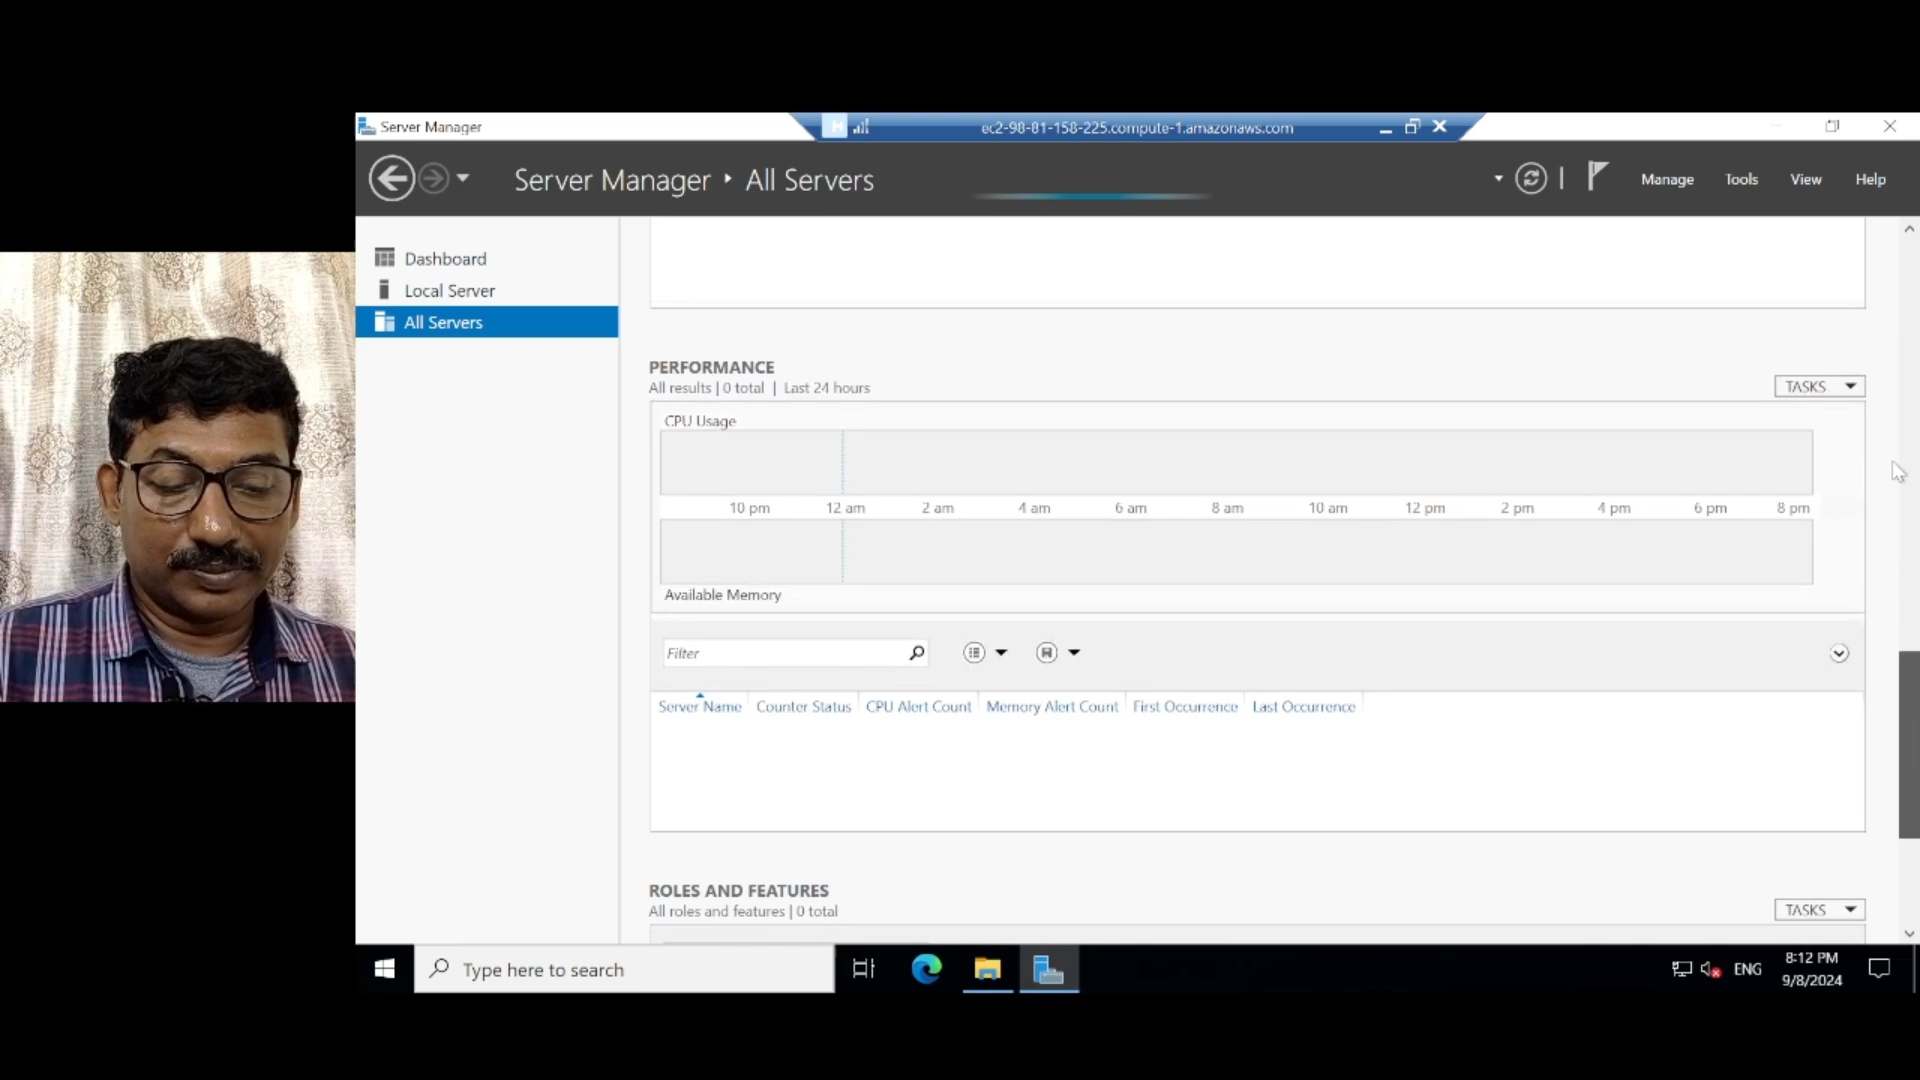 Server Manager
ec2-98-81-158-225.compute-1.amazonaws.com
Server Manager ‣ All Servers
Manage
Tools
View
Help
Dashboard
Local Server
All Servers
PERFORMANCE
All results | 0 total | Last 24 hours
TASKS
CPU Usage
10 pm 12 am 2 am 4 am 6 am 8 am 10 am 12 pm 2 pm 4 pm 6 pm 8 pm
Available Memory
Filter
Server Name Counter Status CPU Alert Count Memory Alert Count First Occurrence Last Occurrence
ROLES AND FEATURES
All roles and features | 0 total
TASKS
Type here to search
ENG
8:12 PM
9/8/2024